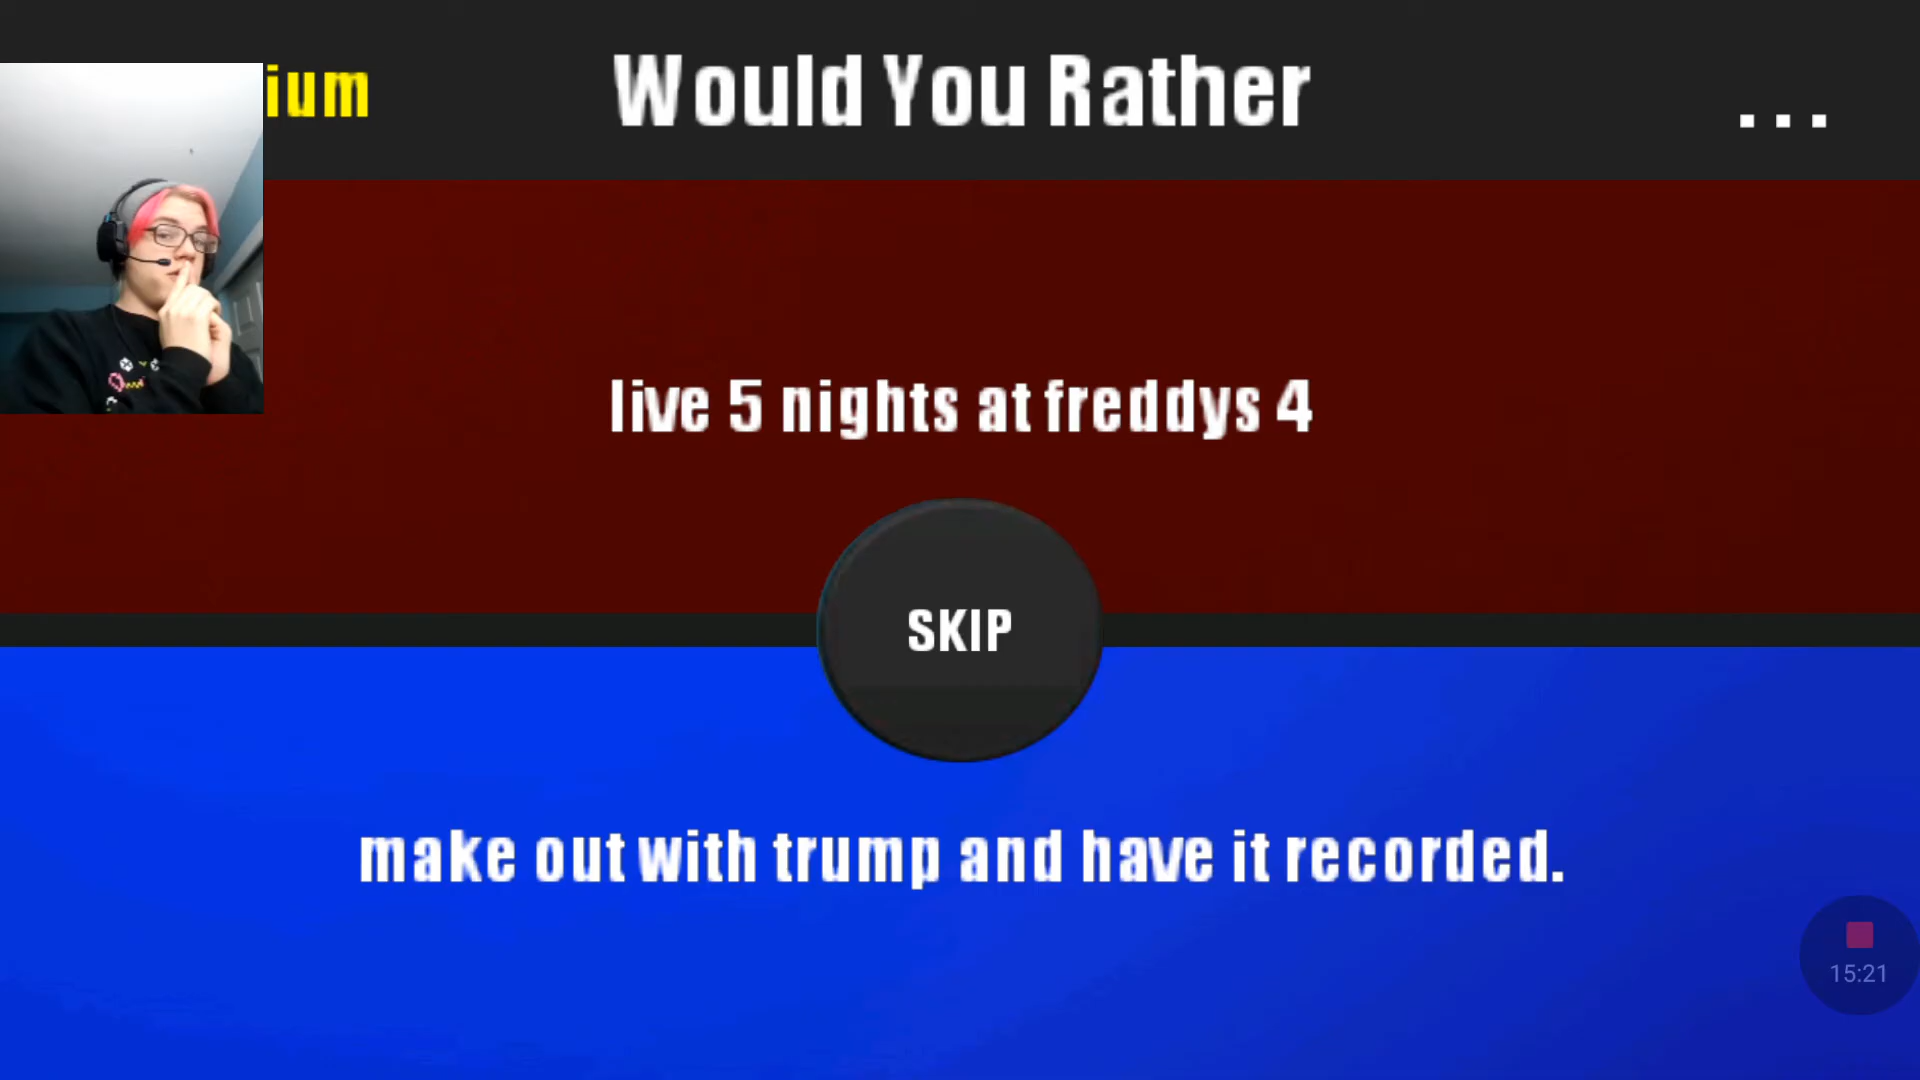 ium
Would You Rather
...
live 5 nights at freddys 4
SKIP
make out with trump and have it recorded.
15:21